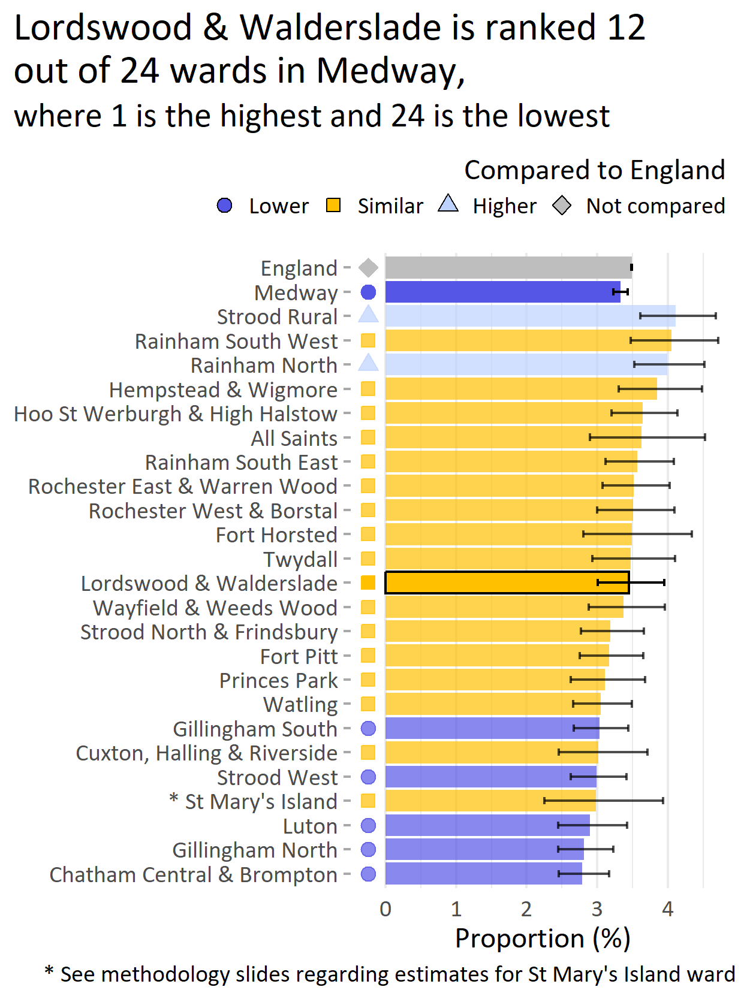 Lordswood & Walderslade is ranked 12
out of 24 wards in Medway,
where 1 is the highest and 24 is the lowest
Compared to England
Lower Similar Higher Not compared
England
Medway
Strood Rural
Rainham South West
Rainham North
Hempstead & Wigmore
Hoo St Werburgh & High Halstow
All Saints
Rainham South East
Rochester East & Warren Wood
Rochester West & Borstal
Fort Horsted
Twydall
Lordswood & Walderslade
Wayfield & Weeds Wood
Strood North & Frindsbury
Fort Pitt
Princes Park
Watling
Gillingham South
Cuxton, Halling & Riverside
Strood West
* St Mary's Island
Luton
Gillingham North
Chatham Central & Brompton
0 1 2 3 4
Proportion (%)
* See methodology slides regarding estimates for St Mary's Island ward